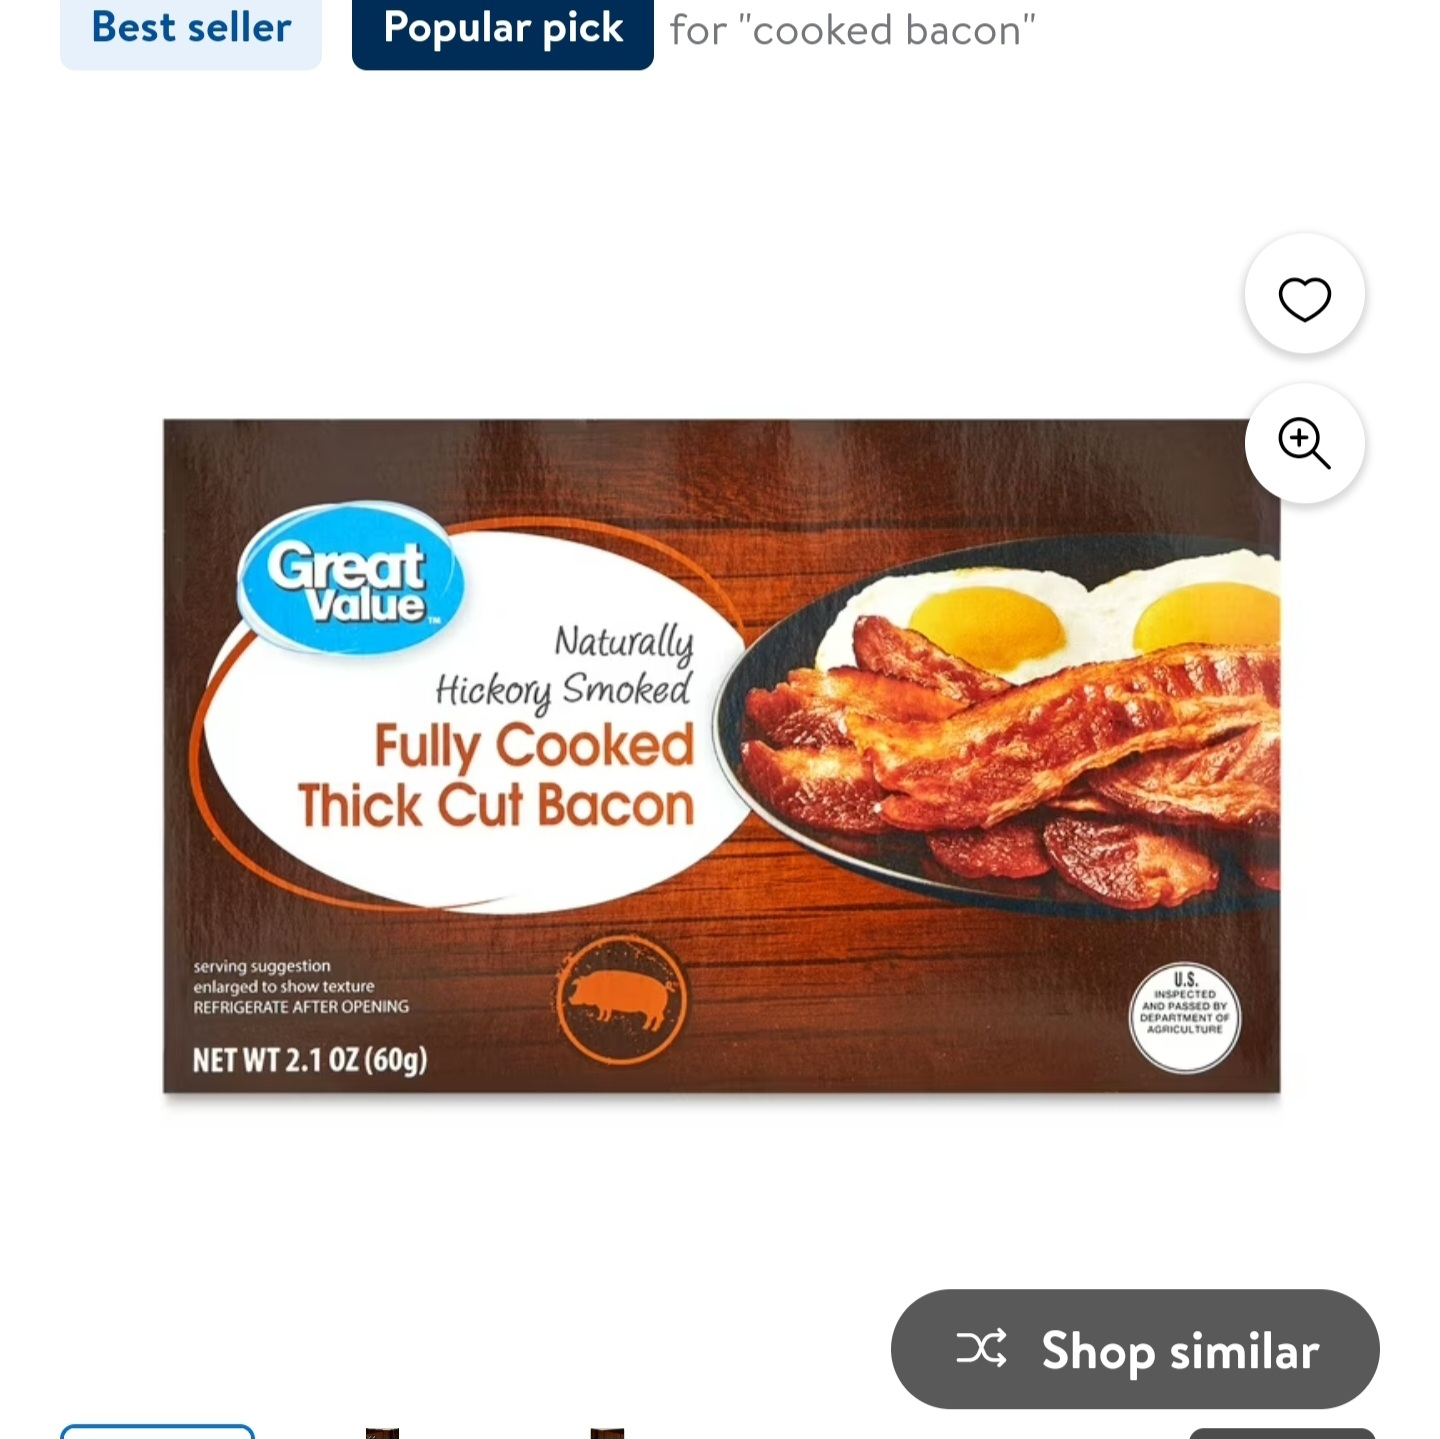 Best seller
Popular pick
for "cooked bacon"
Great
Value™
Naturally
Hickory Smoked
Fully Cooked
Thick Cut Bacon
serving suggestion
enlarged to show texture
REFRIGERATE AFTER OPENING
NET WT 2.1 OZ (60g)
U.S.
INSPECTED
AND PASSED BY
DEPARTMENT OF
AGRICULTURE
Shop similar